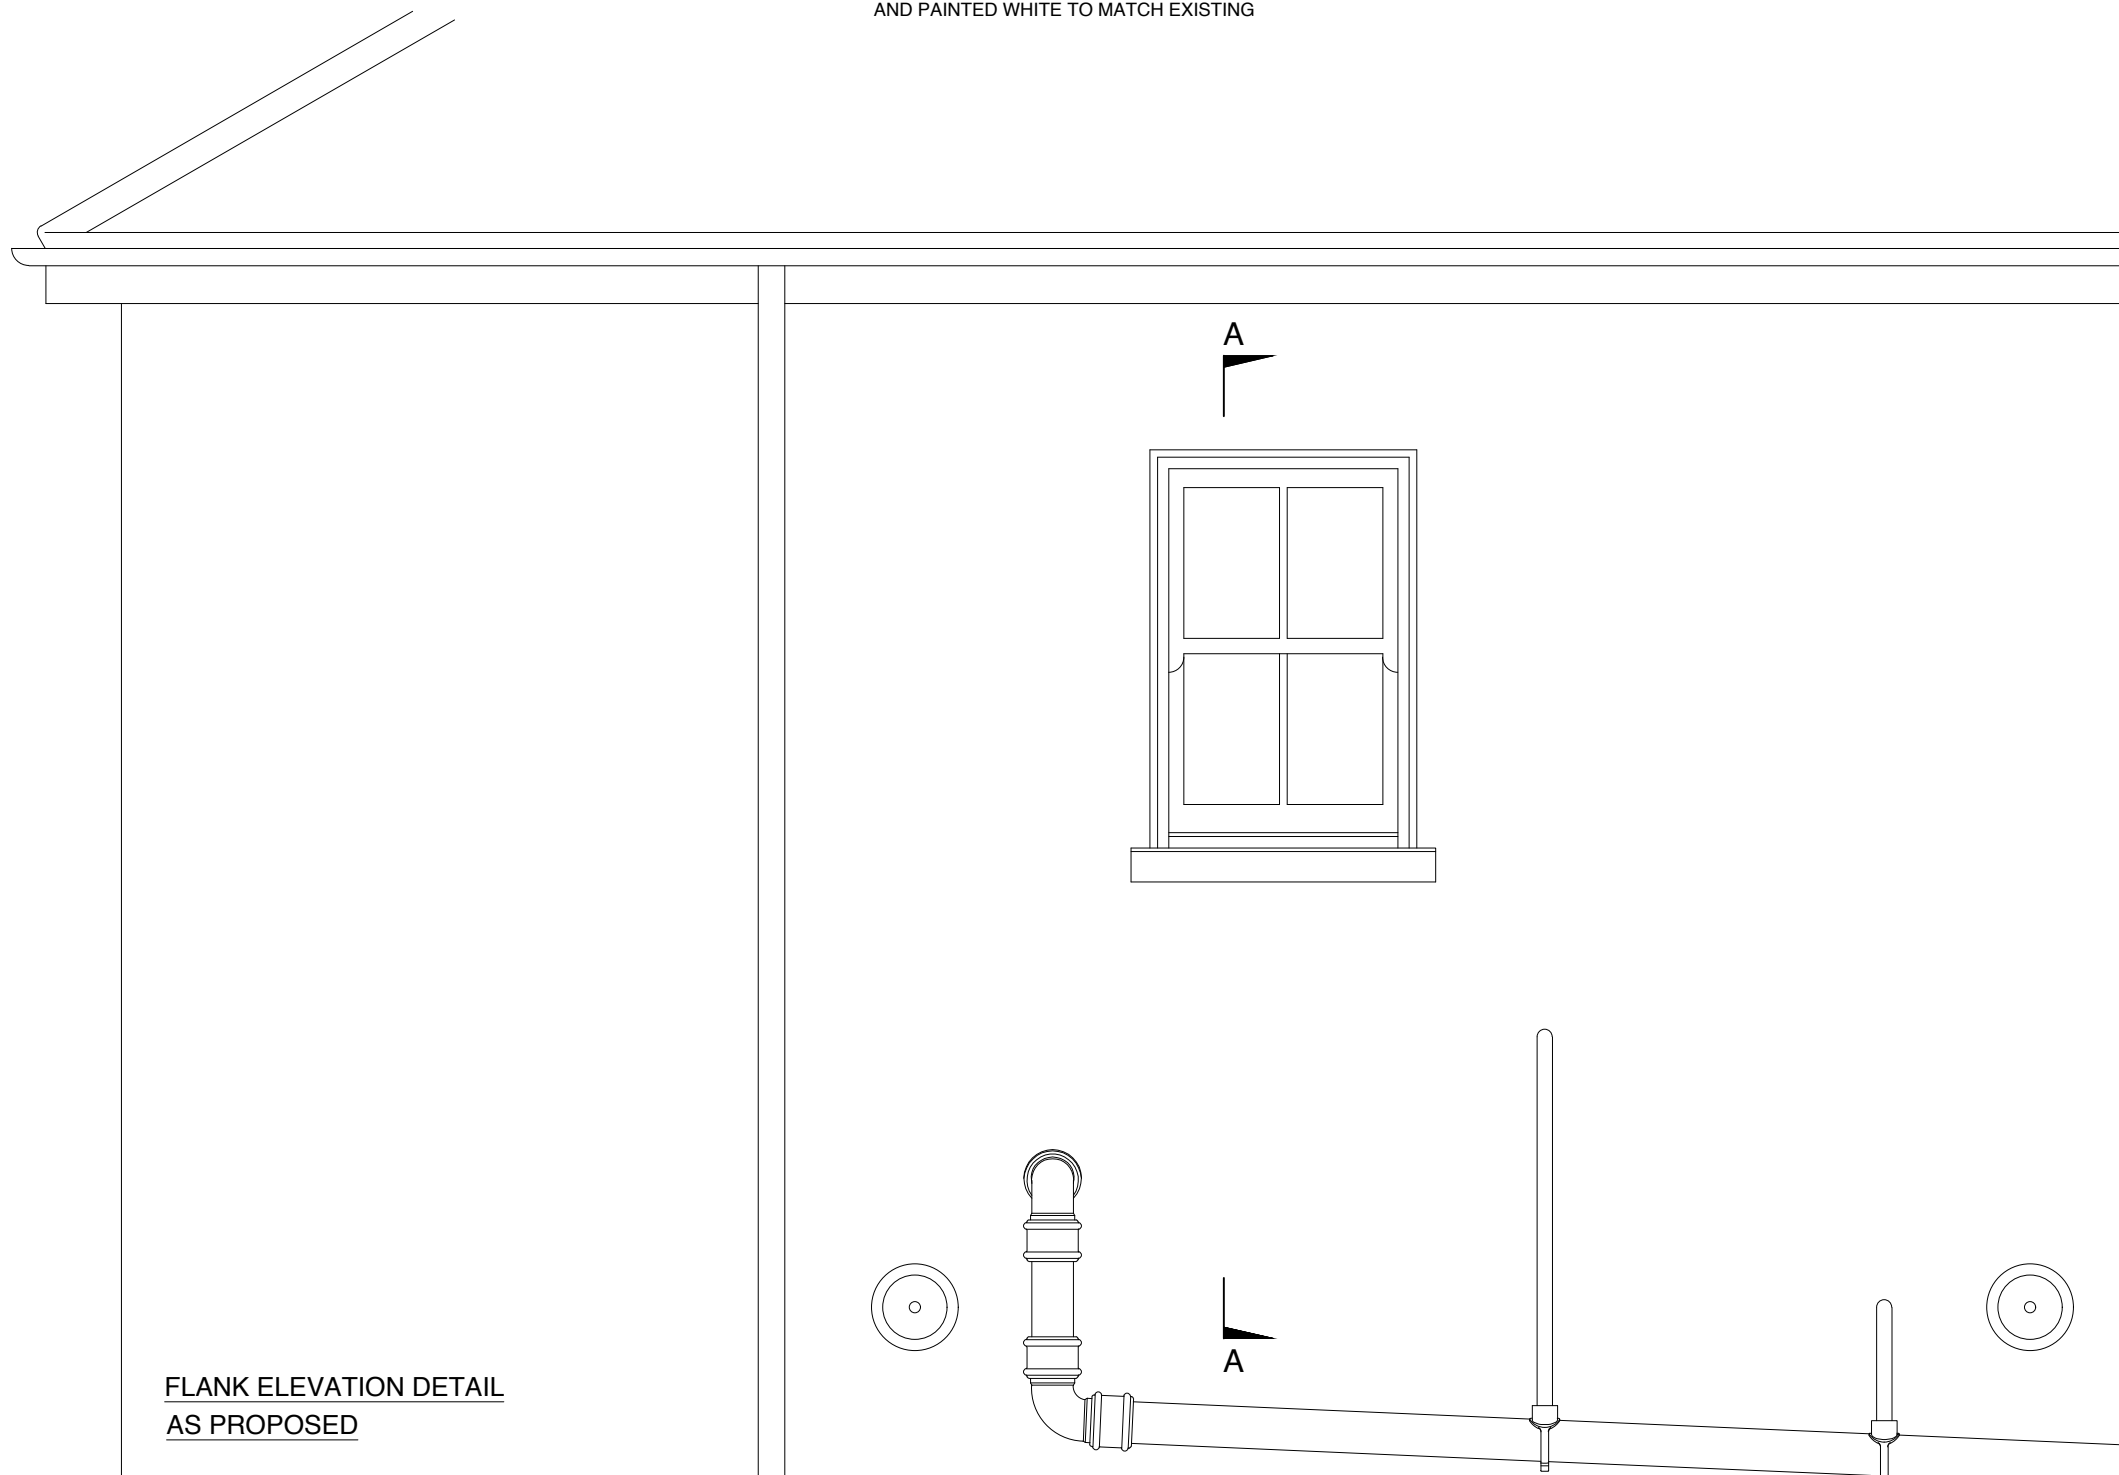 AND PAINTED WHITE TO MATCH EXISTING
A
A
FLANK ELEVATION DETAIL
AS PROPOSED